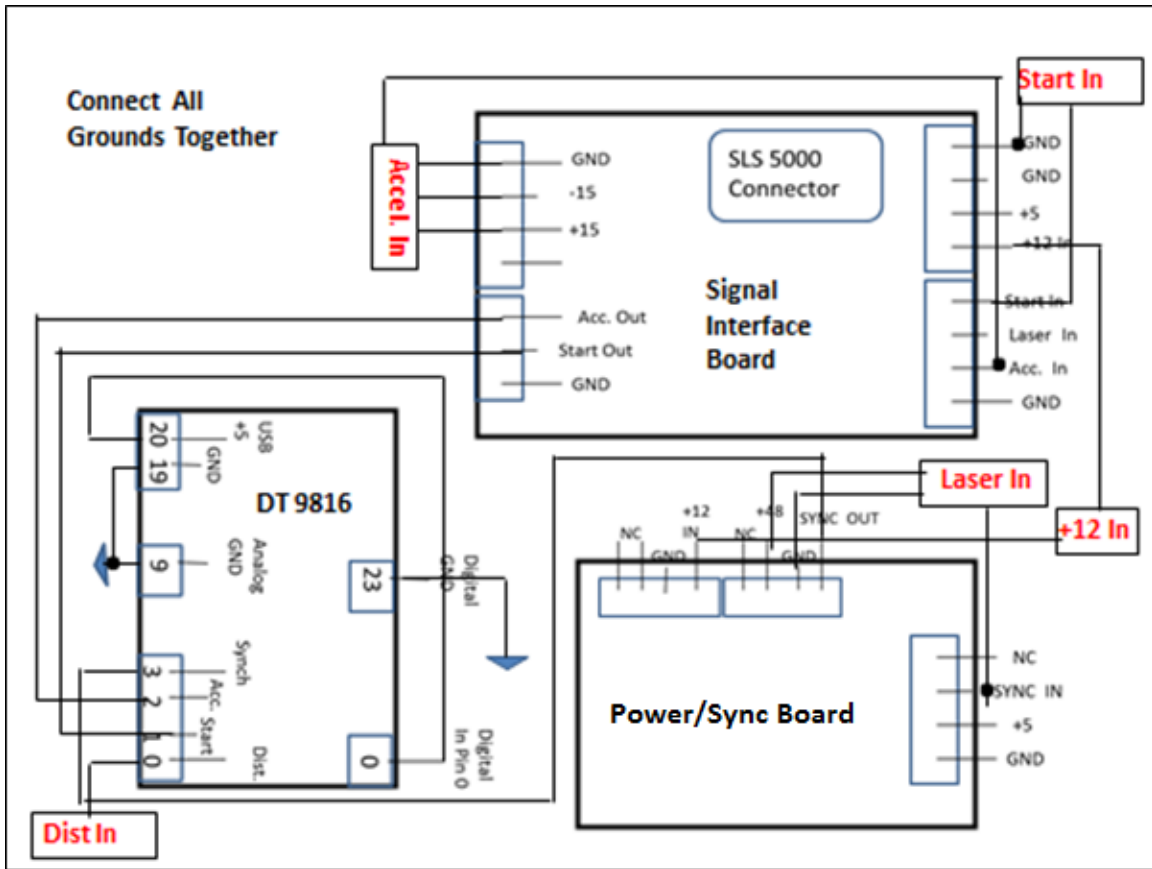 Connect All
Grounds Together
Start In
Accel. In
GND
-15
+15
Acc. Out
Start Out
GND
SLS 5000
Connector
Signal
Interface
Board
GND
GND
+5
+12 In
Start In
Laser In
Acc. In
GND
DT 9816
20
+5
USB
19
GND
9
Analog
GND
3
Synch
2
Acc.
1
Start
0
Dist.
23
Digital
GND
0
Digital
In Pin 0
Dist In
Laser In
+12 In
NC
GND
+12
IN
NC
+48
GND
SYNC OUT
Power/Sync Board
NC
SYNC IN
+5
GND